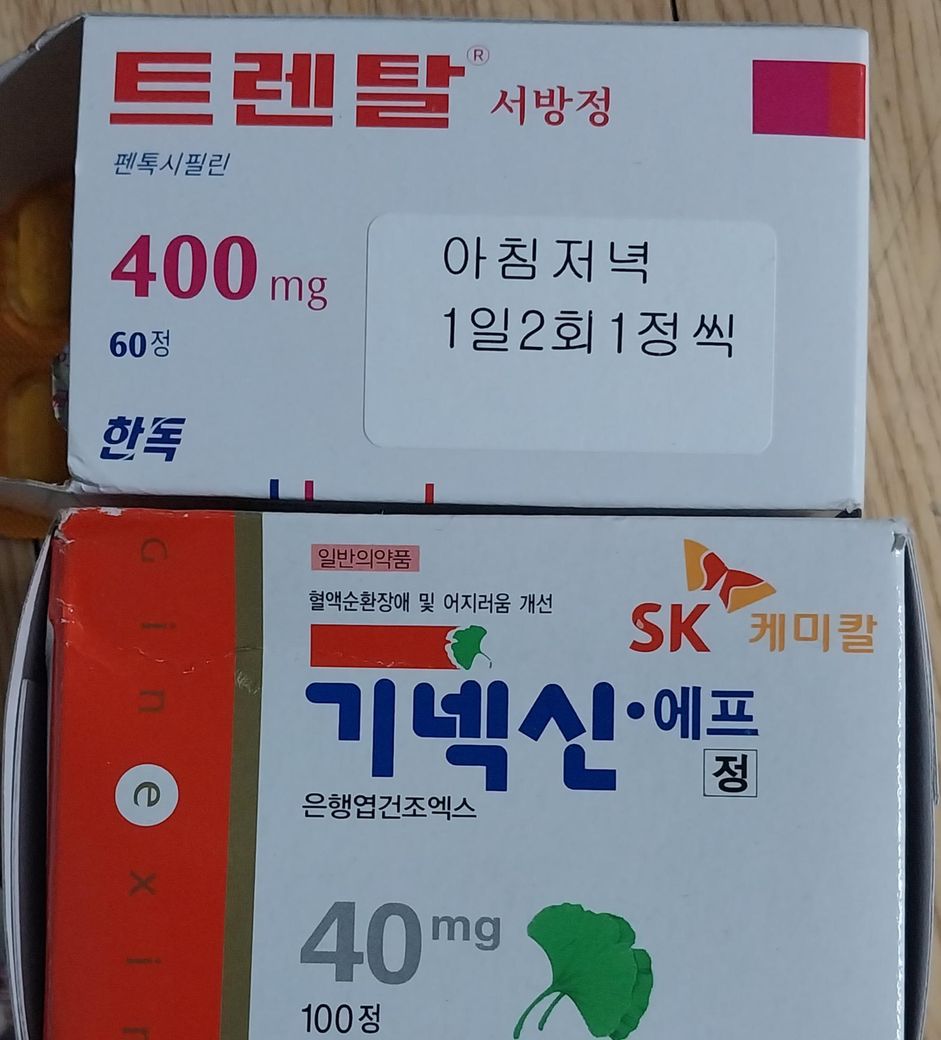 트렌탈® 서방정
펜톡시필린
400 mg
60정
아침저녁
1일2회1정씩
한독
Ginexin
일반의약품
혈액순환장애 및 어지러움 개선
SK 케미칼
기넥신·에프
정
은행엽건조엑스
40mg
100정